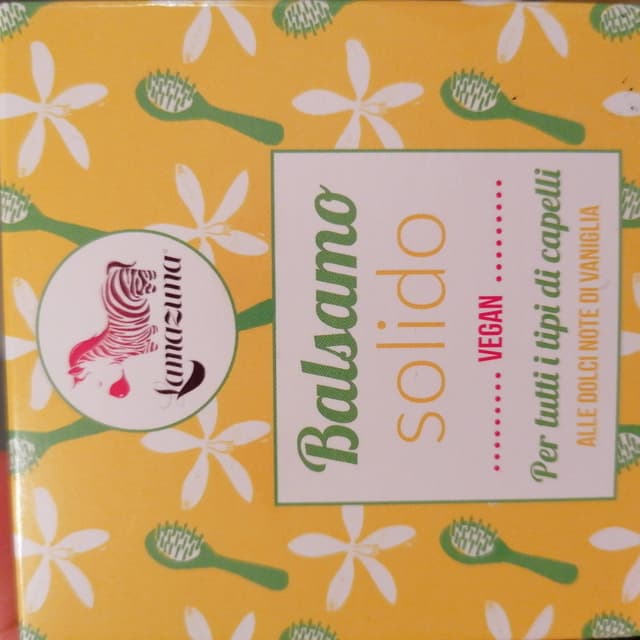 Lamazuna
Balsamo
solido
VEGAN
Per tutti i tipi di capelli
ALLE DOLCI NOTE DI VANIGLIA